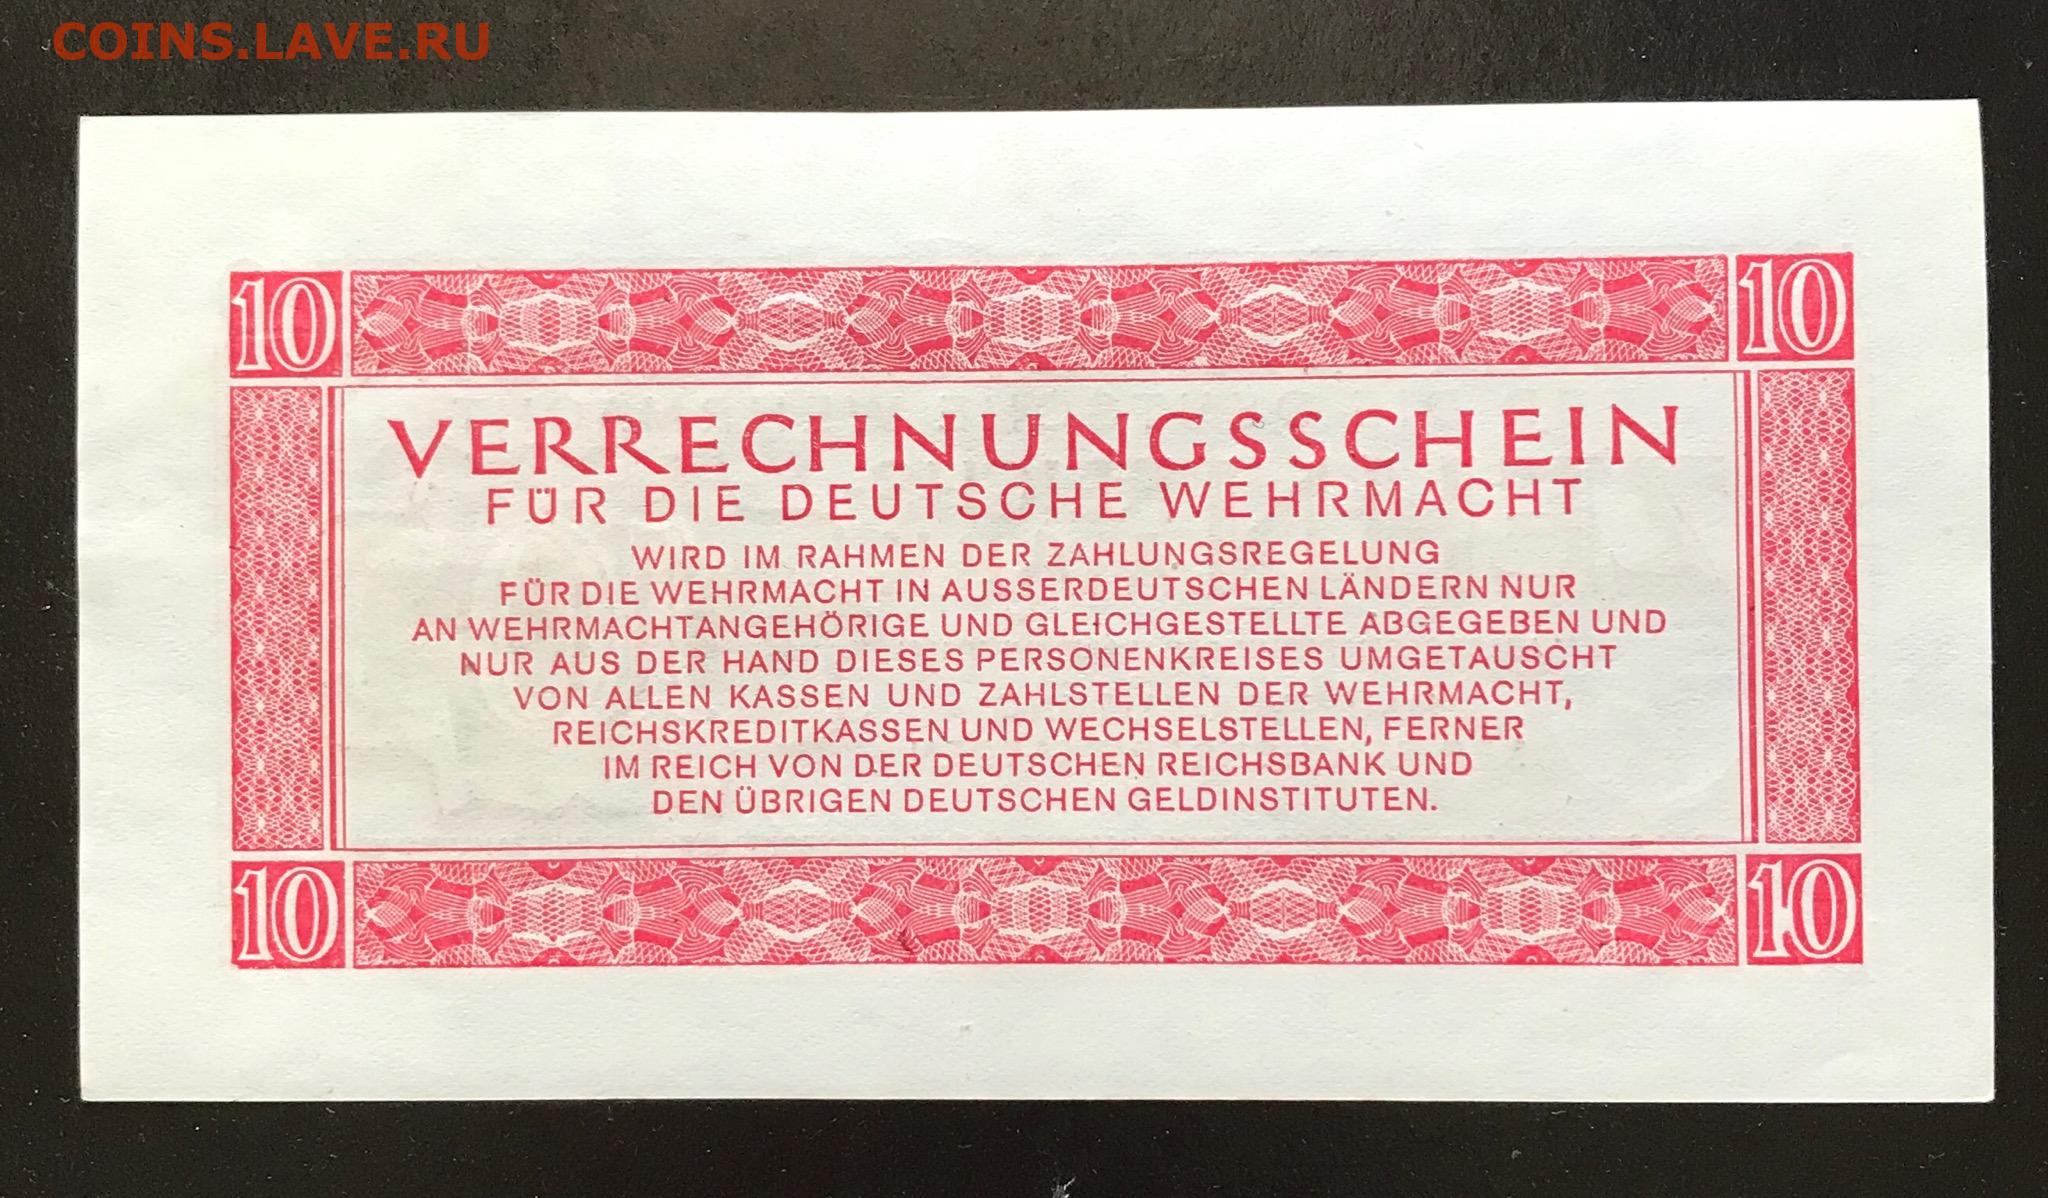 COINS.LAVE.RU
10
10
VERRECHNUNGSSCHEIN
FÜR DIE DEUTSCHE WEHRMACHT
WIRD IM RAHMEN DER ZAHLUNGSREGELUNG
FÜR DIE WEHRMACHT IN AUSSERDEUTSCHEN LÄNDERN NUR
AN WEHRMACHTANGEHÖRIGE UND GLEICHGESTELLTE ABGEGEBEN UND
NUR AUS DER HAND DIESES PERSONENKREISES UMGETAUSCHT
VON ALLEN KASSEN UND ZAHLSTELLEN DER WEHRMACHT,
REICHSKREDITKASSEN UND WECHSELSTELLEN, FERNER
IM REICH VON DER DEUTSCHEN REICHSBANK UND
DEN ÜBRIGEN DEUTSCHEN GELDINSTITUTEN.
10
10